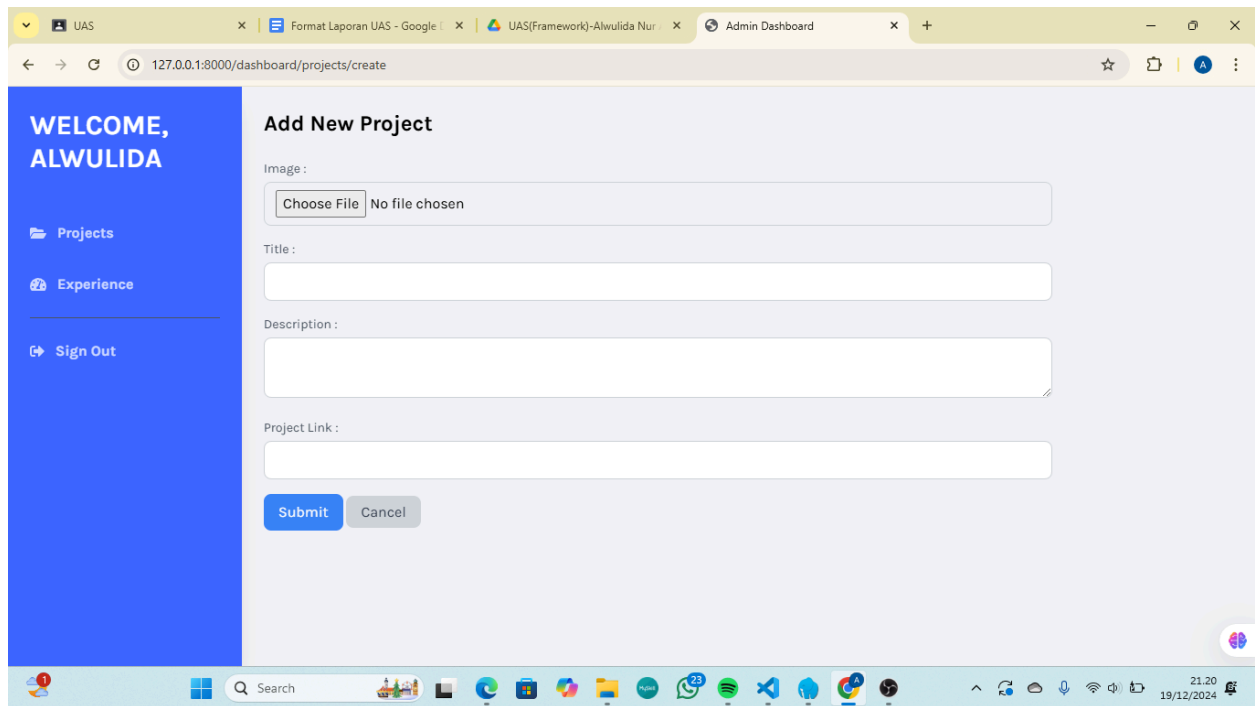 UAS
Format Laporan UAS - Google
UAS(Framework)-Alwulida Nur
Admin Dashboard
127.0.0.1:8000/dashboard/projects/create
A
WELCOME,
ALWULIDA
Projects
Experience
Sign Out
Add New Project
Image :
Choose File No file chosen
Title :
Description :
Project Link :
Submit Cancel
1
Search
23
A
21.20
19/12/2024